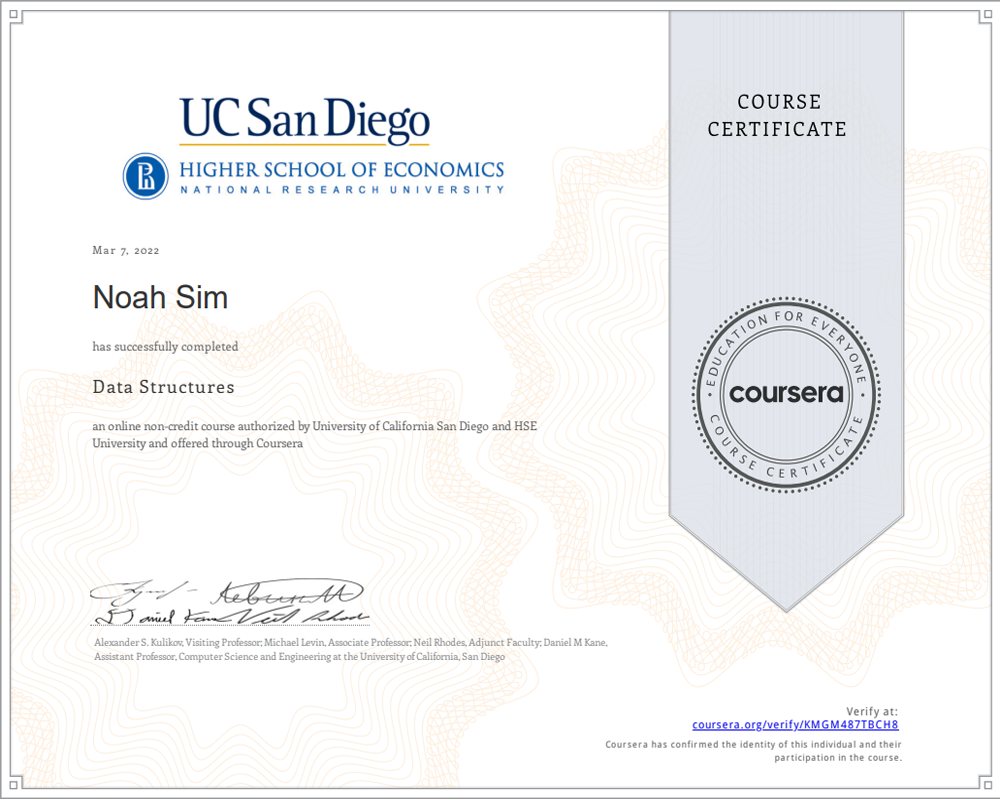 UC San Diego
HIGHER SCHOOL OF ECONOMICS
NATIONAL RESEARCH UNIVERSITY
Mar 7, 2022
Noah Sim
has successfully completed
Data Structures
an online non-credit course authorized by University of California San Diego and HSE
University and offered through Coursera
Alexander S. Kulikov, Visiting Professor; Michael Levin, Associate Professor; Neil Rhodes, Adjunct Faculty; Daniel M Kane,
Assistant Professor, Computer Science and Engineering at the University of California, San Diego
COURSE
CERTIFICATE
EDUCATION FOR EVERYONE
coursera
COURSE CERTIFICATE
Verify at:
coursera.org/verify/KMGM487TBCH8
Coursera has confirmed the identity of this individual and their
participation in the course.